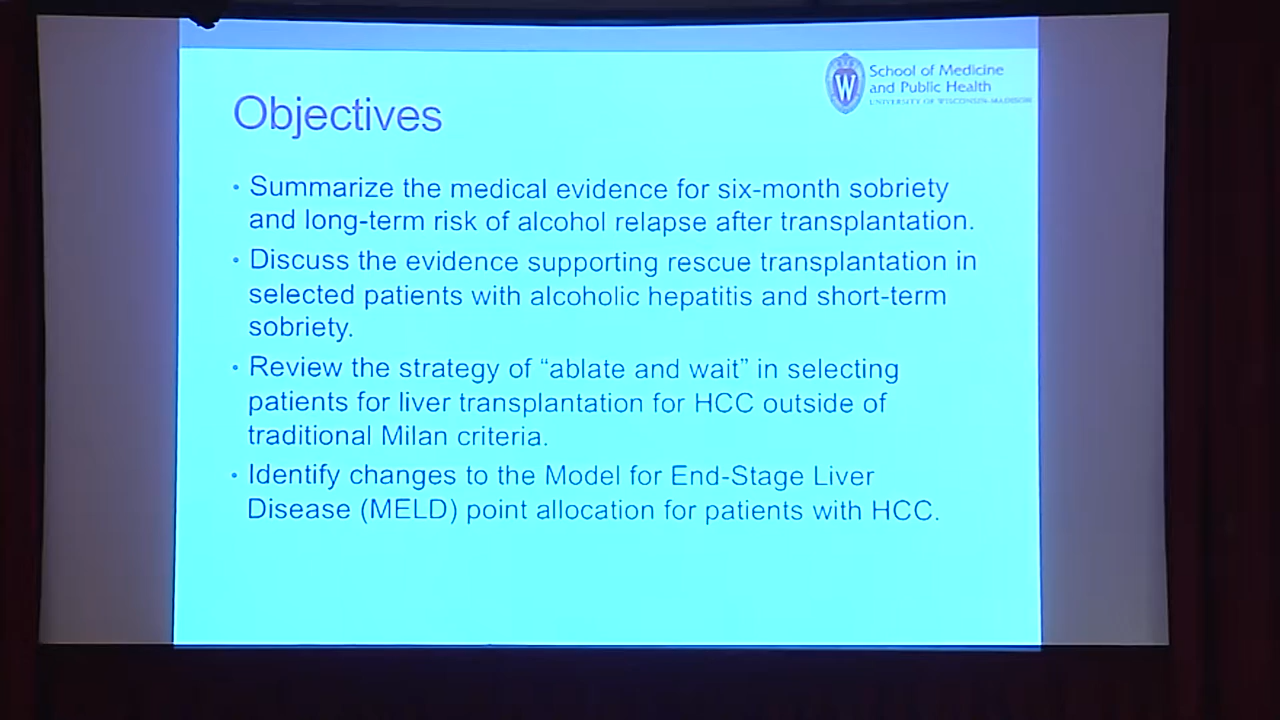 School of Medicine
and Public Health
UNIVERSITY OF WISCONSIN-MADISON
W
Objectives
• Summarize the medical evidence for six-month sobriety
and long-term risk of alcohol relapse after transplantation.
• Discuss the evidence supporting rescue transplantation in
selected patients with alcoholic hepatitis and short-term
sobriety.
• Review the strategy of “ablate and wait” in selecting
patients for liver transplantation for HCC outside of
traditional Milan criteria.
• Identify changes to the Model for End-Stage Liver
Disease (MELD) point allocation for patients with HCC.